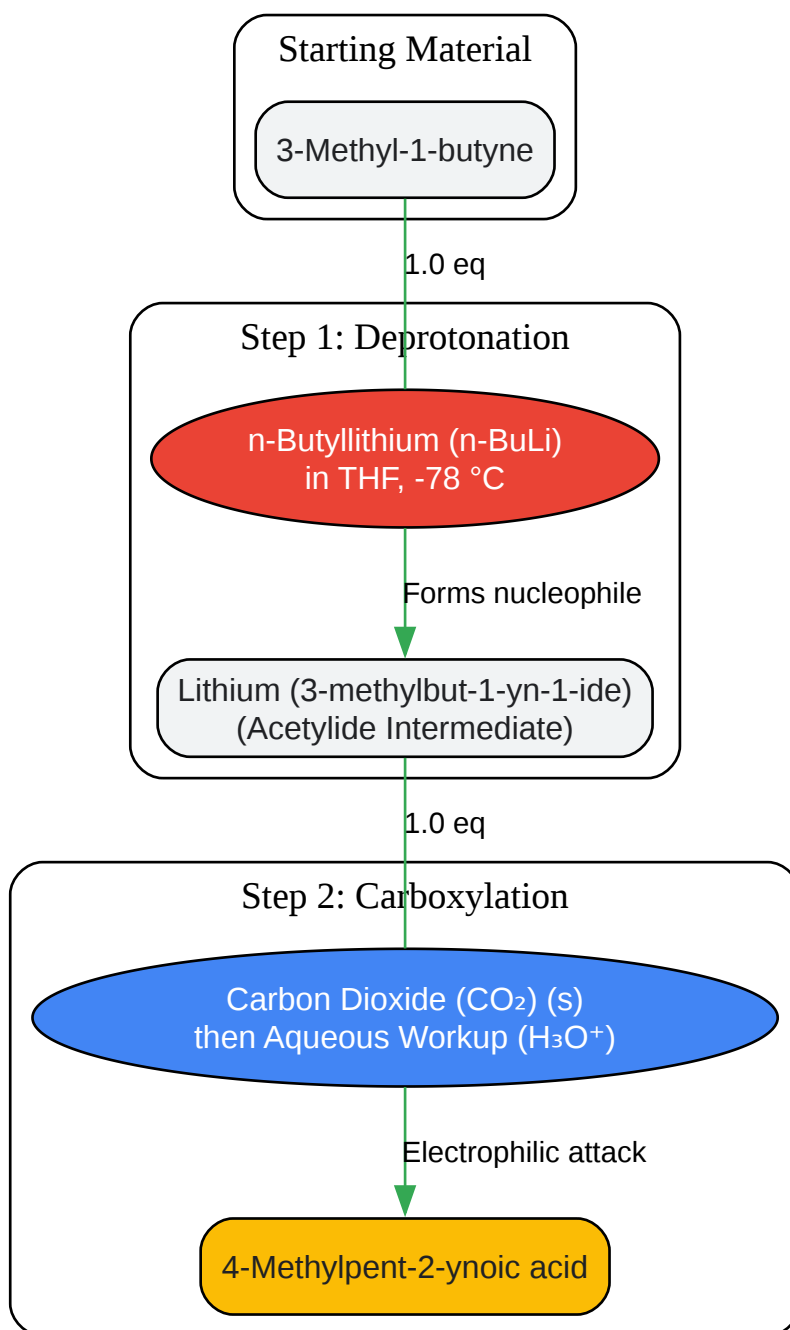 Starting Material
3-Methyl-1-butyne
1.0 eq
Step 1: Deprotonation
n-Butyllithium (n-BuLi)
in THF, -78 °C
Forms nucleophile
Lithium (3-methylbut-1-yn-1-ide)
(Acetylide Intermediate)
1.0 eq
Step 2: Carboxylation
Carbon Dioxide (CO₂) (s)
then Aqueous Workup (H₃O⁺)
Electrophilic attack
4-Methylpent-2-ynoic acid